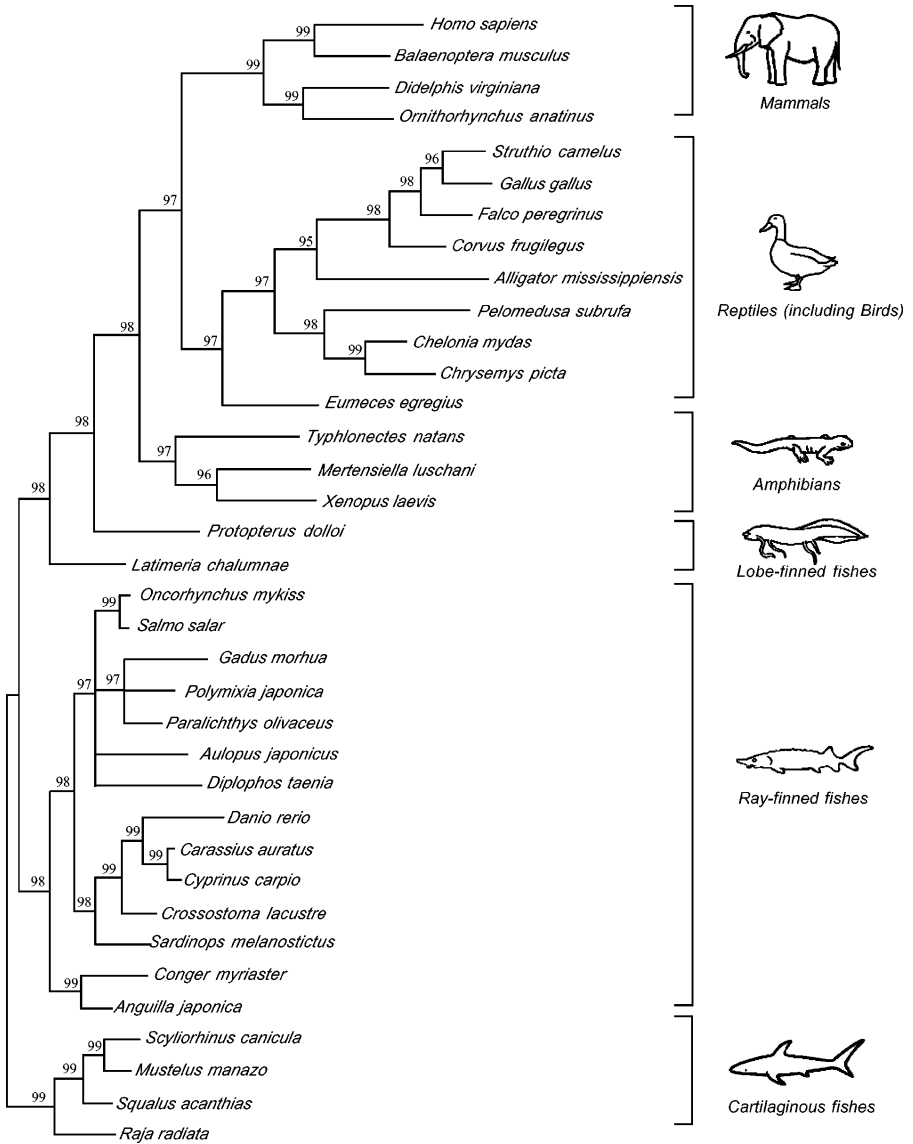 Homo sapiens
99
Balaenoptera musculus
99
Didelphis virginiana
99
Ornithorhynchus anatinus
Mammals
97
Struthio camelus
96
Gallus gallus
98
Falco peregrinus
98
Corvus frugilegus
95
Alligator mississippiensis
97
Pelomedusa subrufa
98
Chelonia mydas
99
Chrysemys picta
97
Eumeces egregius
Reptiles (including Birds)
98
Typhlonectes natans
97
Mertensiella luschani
96
Xenopus laevis
Amphibians
98
Protopterus dolloi
98
Latimeria chalumnae
Lobe-finned fishes
Oncorhynchus mykiss
99
Salmo salar
Gadus morhua
97
97
Polymixia japonica
Paralichthys olivaceus
Aulopus japonicus
Diplophos taenia
98
Danio rerio
99
Carassius auratus
99
Cyprinus carpio
99
Crossostoma lacustre
98
Sardinops melanostictus
98
Conger myriaster
99
Anguilla japonica
Ray-finned fishes
Scyliorhinus canicula
99
Mustelus manazo
99
Squalus acanthias
99
Raja radiata
Cartilaginous fishes